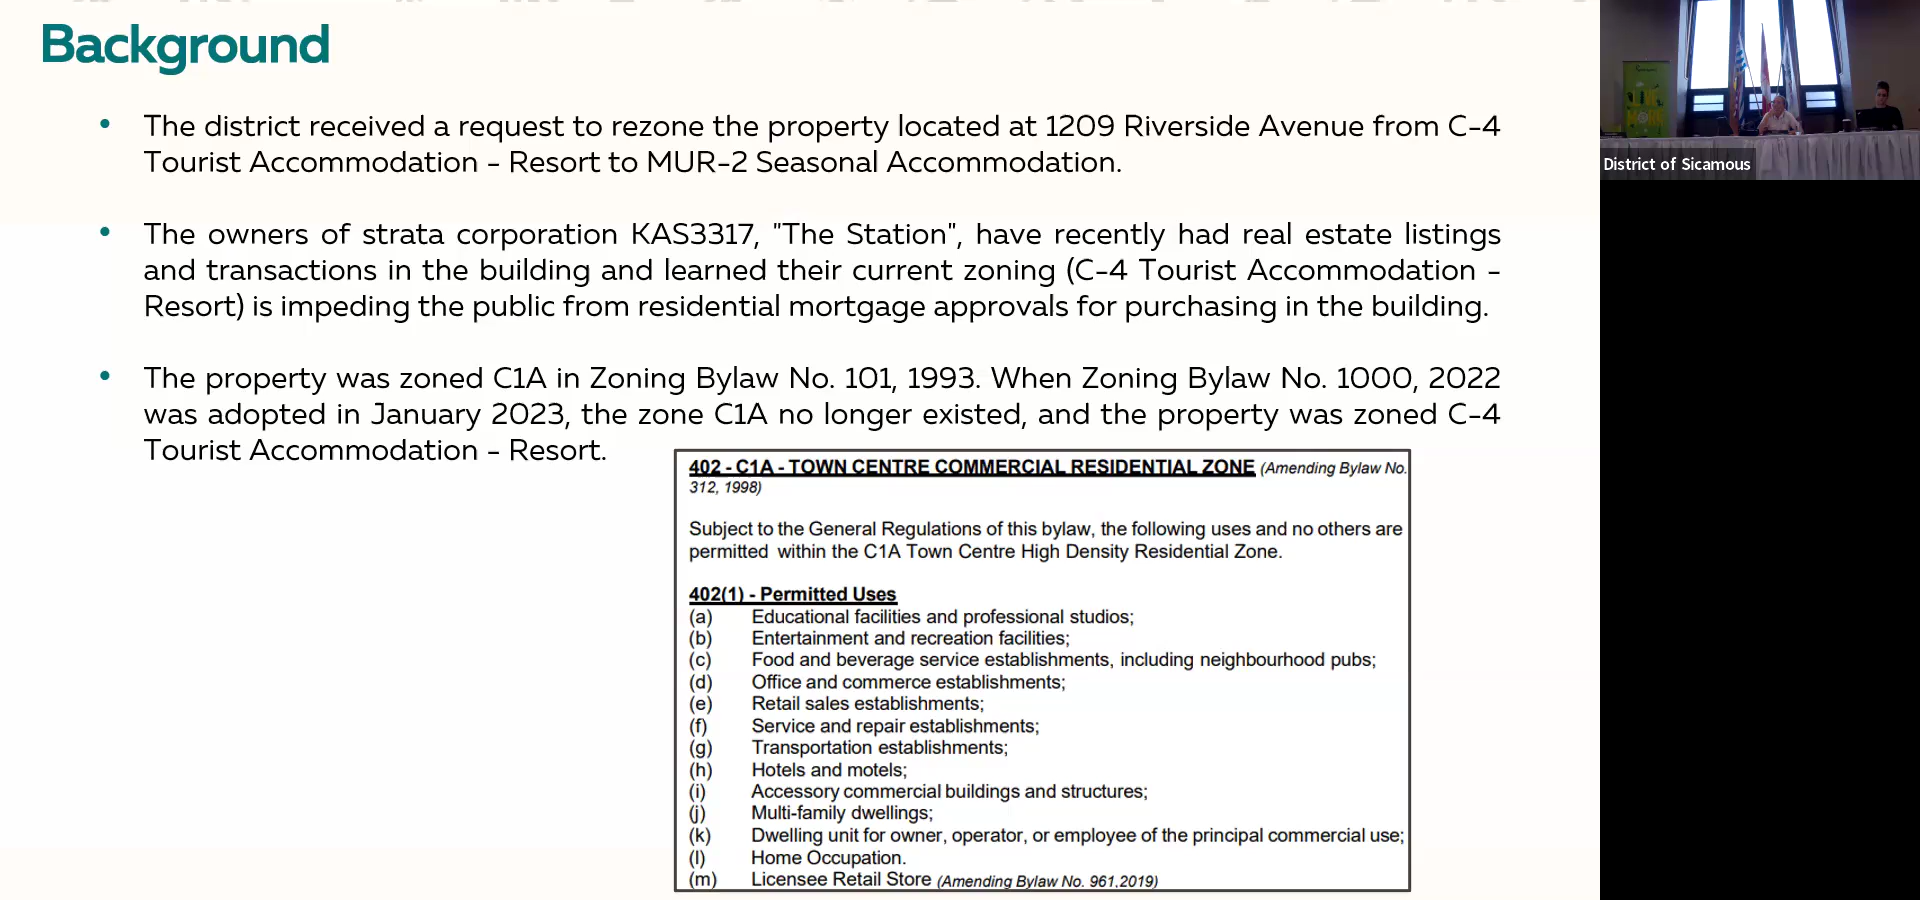 Background
• The district received a request to rezone the property located at 1209 Riverside Avenue from C-4
Tourist Accommodation - Resort to MUR-2 Seasonal Accommodation.
• The owners of strata corporation KAS3317, "The Station", have recently had real estate listings
and transactions in the building and learned their current zoning (C-4 Tourist Accommodation -
Resort) is impeding the public from residential mortgage approvals for purchasing in the building.
• The property was zoned C1A in Zoning Bylaw No. 101, 1993. When Zoning Bylaw No. 1000, 2022
was adopted in January 2023, the zone C1A no longer existed, and the property was zoned C-4
Tourist Accommodation - Resort.
402 - C1A - TOWN CENTRE COMMERCIAL RESIDENTIAL ZONE (Amending Bylaw No.
312, 1998)
Subject to the General Regulations of this bylaw, the following uses and no others are
permitted within the C1A Town Centre High Density Residential Zone.
402(1) - Permitted Uses
(a) Educational facilities and professional studios;
(b) Entertainment and recreation facilities;
(c) Food and beverage service establishments, including neighbourhood pubs;
(d) Office and commerce establishments;
(e) Retail sales establishments;
(f) Service and repair establishments;
(g) Transportation establishments;
(h) Hotels and motels;
(i) Accessory commercial buildings and structures;
(j) Multi-family dwellings;
(k) Dwelling unit for owner, operator, or employee of the principal commercial use;
(l) Home Occupation.
(m) Licensee Retail Store (Amending Bylaw No. 961,2019)
District of Sicamous